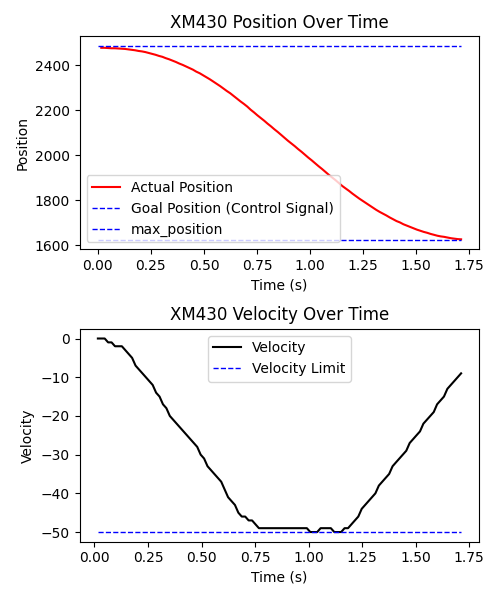 XM430 Position Over Time
Position
2400
2200
2000
1800
1600
Actual Position
Goal Position (Control Signal)
max_position
0.00 0.25 0.50 0.75 1.00 1.25 1.50 1.75
Time (s)
XM430 Velocity Over Time
Velocity
0
−10
−20
−30
−40
−50
Velocity
Velocity Limit
0.00 0.25 0.50 0.75 1.00 1.25 1.50 1.75
Time (s)